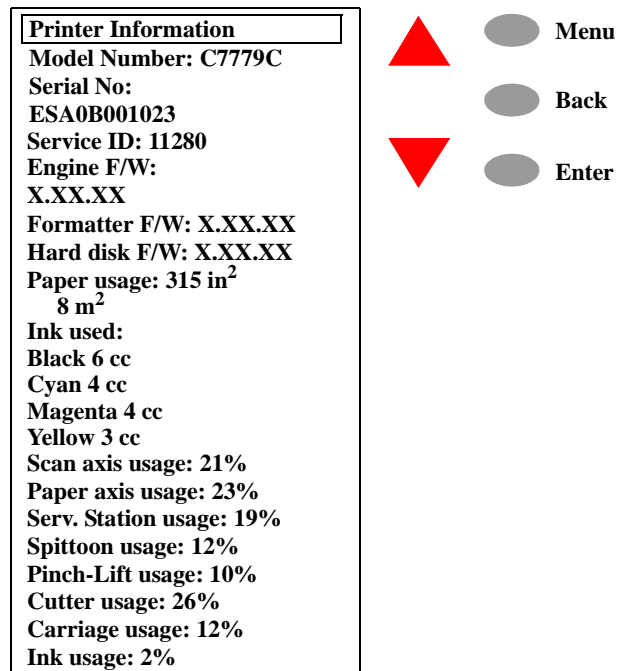 Printer Information
Model Number: C7779C
Serial No:
ESA0B001023
Service ID: 11280
Engine F/W:
X.XX.XX
Formatter F/W: X.XX.XX
Hard disk F/W: X.XX.XX
Paper usage: 315 in²
8 m²
Ink used:
Black 6 cc
Cyan 4 cc
Magenta 4 cc
Yellow 3 cc
Scan axis usage: 21%
Paper axis usage: 23%
Serv. Station usage: 19%
Spittoon usage: 12%
Pinch-Lift usage: 10%
Cutter usage: 26%
Carriage usage: 12%
Ink usage: 2%
Menu
Back
Enter